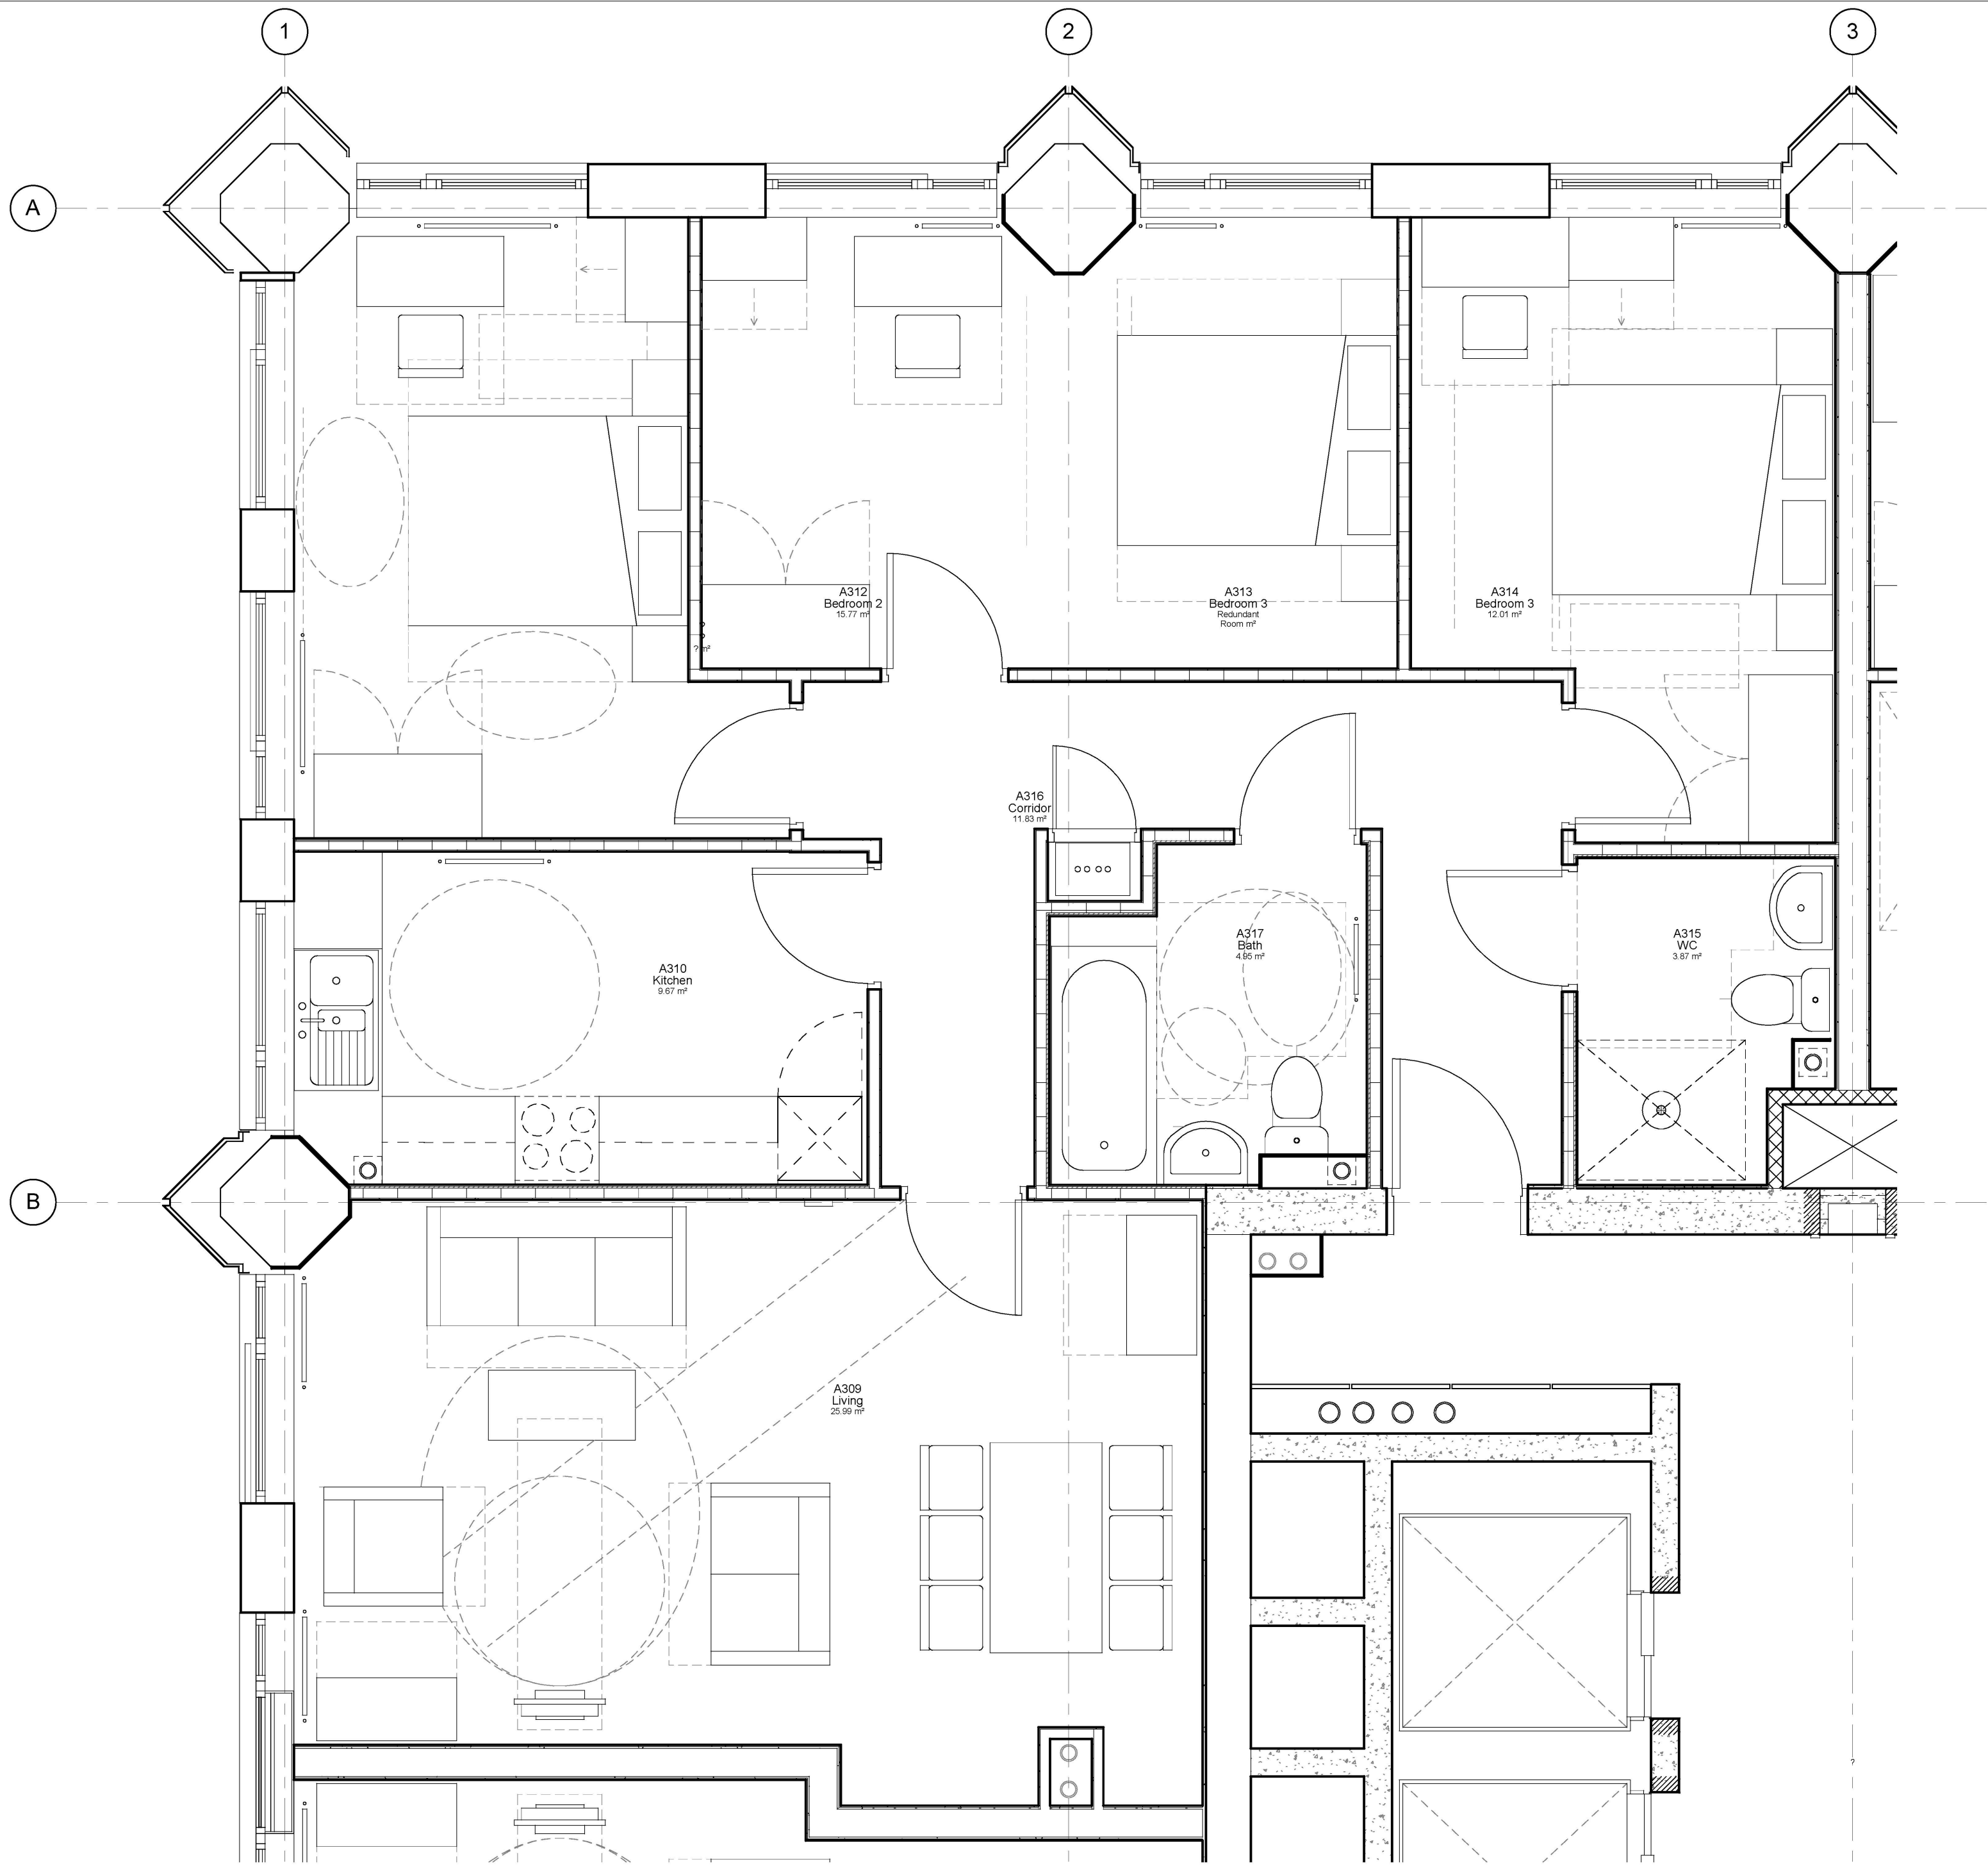 1
2
3
A
A312
Bedroom 2
15.77 m²
A313
Bedroom 3
Redundant
Room m²
A314
Bedroom 3
12.01 m²
? m²
A316
Corridor
11.83 m²
A317
Bath
4.95 m²
A315
WC
3.87 m²
A310
Kitchen
9.67 m²
B
A309
Living
25.99 m²
?